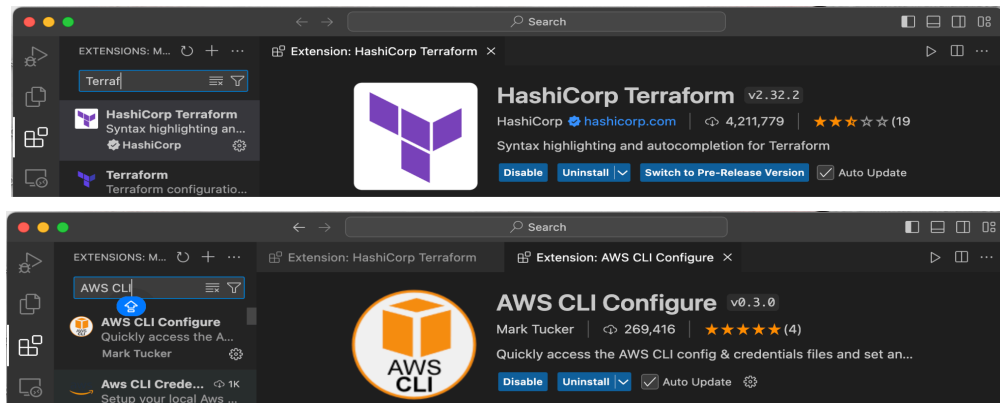 Search
EXTENSIONS: M...
Extension: HashiCorp Terraform
Terraf
HashiCorp Terraform
Syntax highlighting an...
HashiCorp
Terraform
Terraform configuratio...
HashiCorp Terraform v2.32.2
HashiCorp hashicorp.com 4,211,779 (19
Syntax highlighting and autocompletion for Terraform
Disable Uninstall Switch to Pre-Release Version Auto Update
Search
EXTENSIONS: M...
Extension: HashiCorp Terraform Extension: AWS CLI Configure
AWS CLI
AWS CLI Configure
Quickly access the A...
Mark Tucker
Aws CLI Crede... 1K
Setup your local Aws ...
AWS
CLI
AWS CLI Configure v0.3.0
Mark Tucker 269,416 (4)
Quickly access the AWS CLI config & credentials files and set an...
Disable Uninstall Auto Update